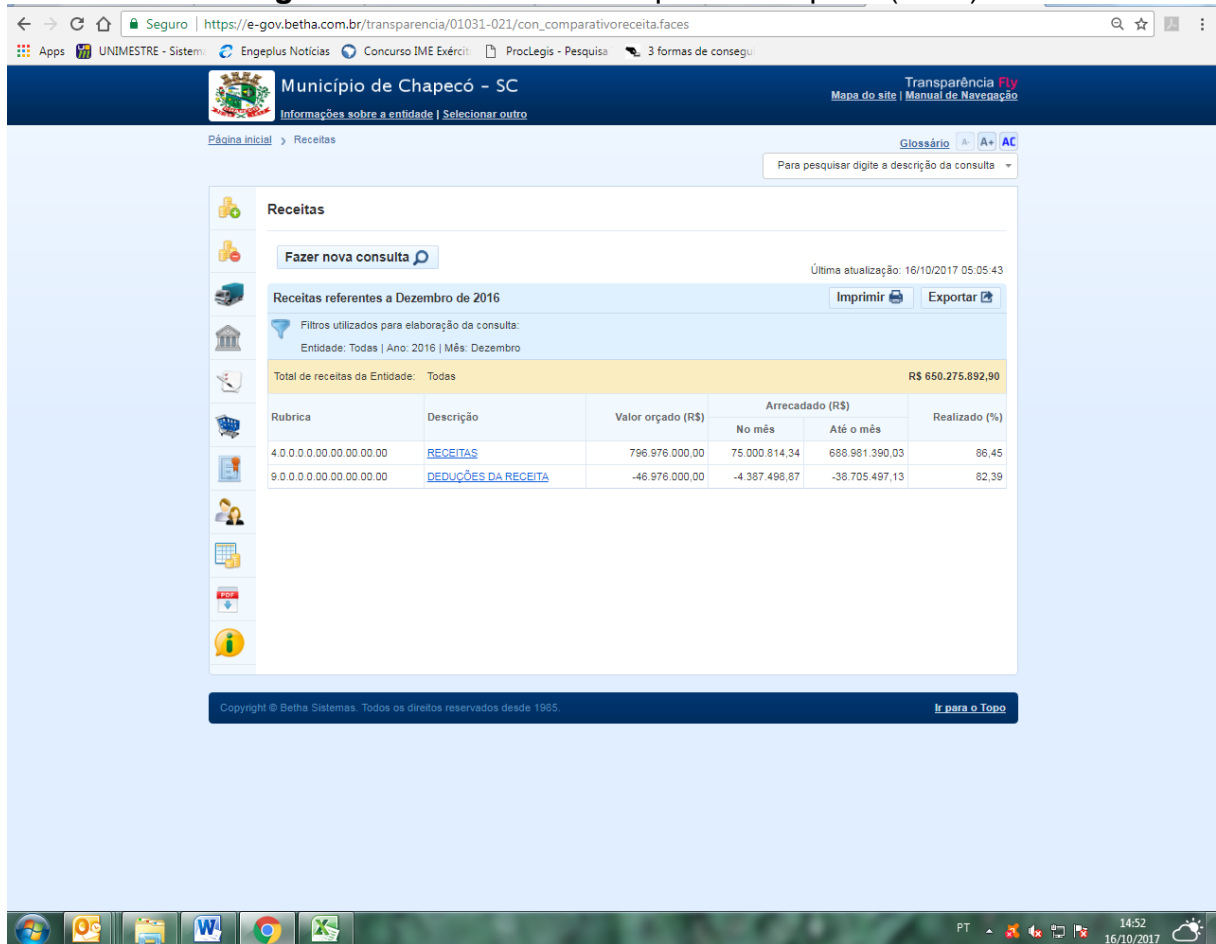 Seguro | https://e-gov.betha.com.br/transparencia/01031-021/con_comparativoreceita.faces
Apps UNIMESTRE - Sistema Engeplus Notícias Concurso IME Exércit ProcLegis - Pesquisa 3 formas de consegu
Município de Chapecó - SC
Informações sobre a entidade | Selecionar outro
Transparência Fly
Mapa do site | Manual de Navegação
Página inicial Receitas
Glossário A- A+ AC
Para pesquisar digite a descrição da consulta
Receitas
Fazer nova consulta
Última atualização: 16/10/2017 05:05:43
Receitas referentes a Dezembro de 2016
Imprimir Exportar
Filtros utilizados para elaboração da consulta:
Entidade: Todas | Ano: 2016 | Mês: Dezembro
Total de receitas da Entidade: Todas R$ 650.275.892,90
Rubrica Descrição Valor orçado (R$) Arrecadado (R$) Realizado (%)
No mês Até o mês
4.0.0.0.0.00.00.00.00.00 RECEITAS 796.976.000,00 75.000.814,34 688.981.390,03 86,45
9.0.0.0.0.00.00.00.00.00 DEDUÇÕES DA RECEITA -46.976.000,00 -4.387.498,87 -38.705.497,13 82,39
PDF
Copyright © Betha Sistemas. Todos os direitos reservados desde 1985.
Ir para o Topo
PT 14:52
16/10/2017